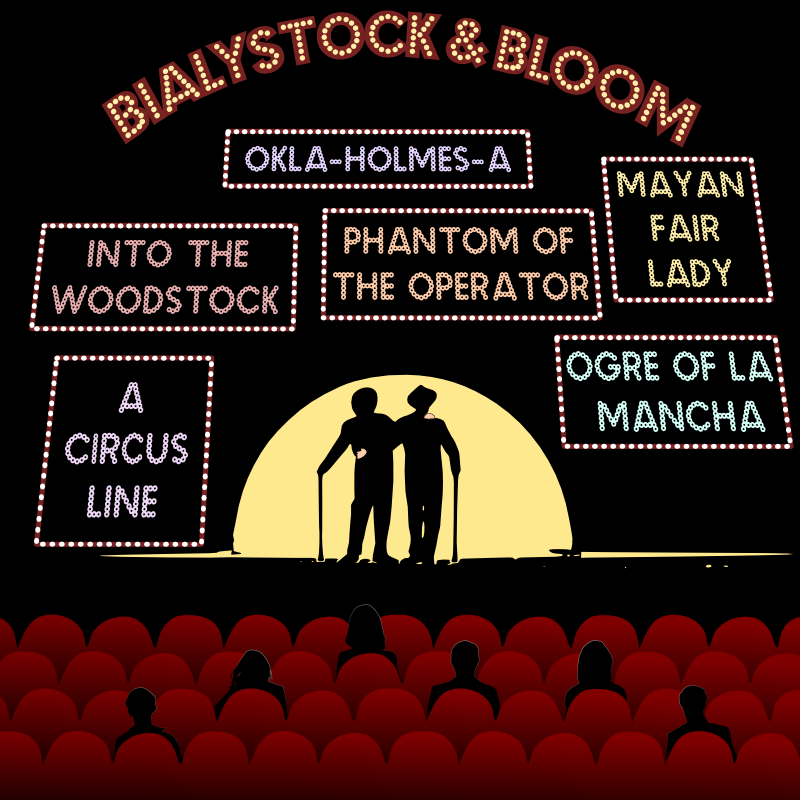 BIALYSTOCK & BLOOM
OKLA-HOLMES-A
MAYAN
FAIR
LADY
INTO THE
WOODSTOCK
PHANTOM OF
THE OPERATOR
OGRE OF LA
MANCHA
A
CIRCUS
LINE